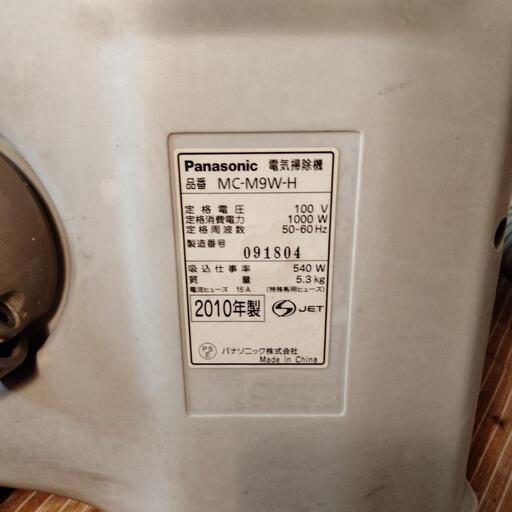 Panasonic 電気掃除機
品番 MC-M9W-H
定格電圧 100 V
定格消費電力 1000 W
定格周波数 50-60 Hz
製造番号 091804
吸込仕事率 540 W
質量 5.3 kg
電流ヒューズ 15A (特殊専用ヒューズ)
2010年製 S JET
PS E パナソニック株式会社
Made in China